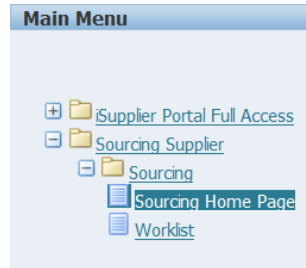 Main Menu
iSupplier Portal Full Access
Sourcing Supplier
Sourcing
Sourcing Home Page
Worklist